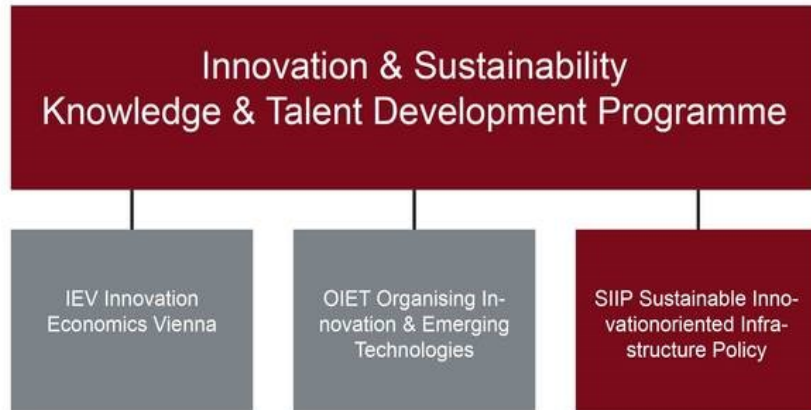 Innovation & Sustainability
Knowledge & Talent Development Programme
IEV Innovation
Economics Vienna
OIET Organising In-
novation & Emerging
Technologies
SIIP Sustainable Inno-
vationoriented Infra-
structure Policy